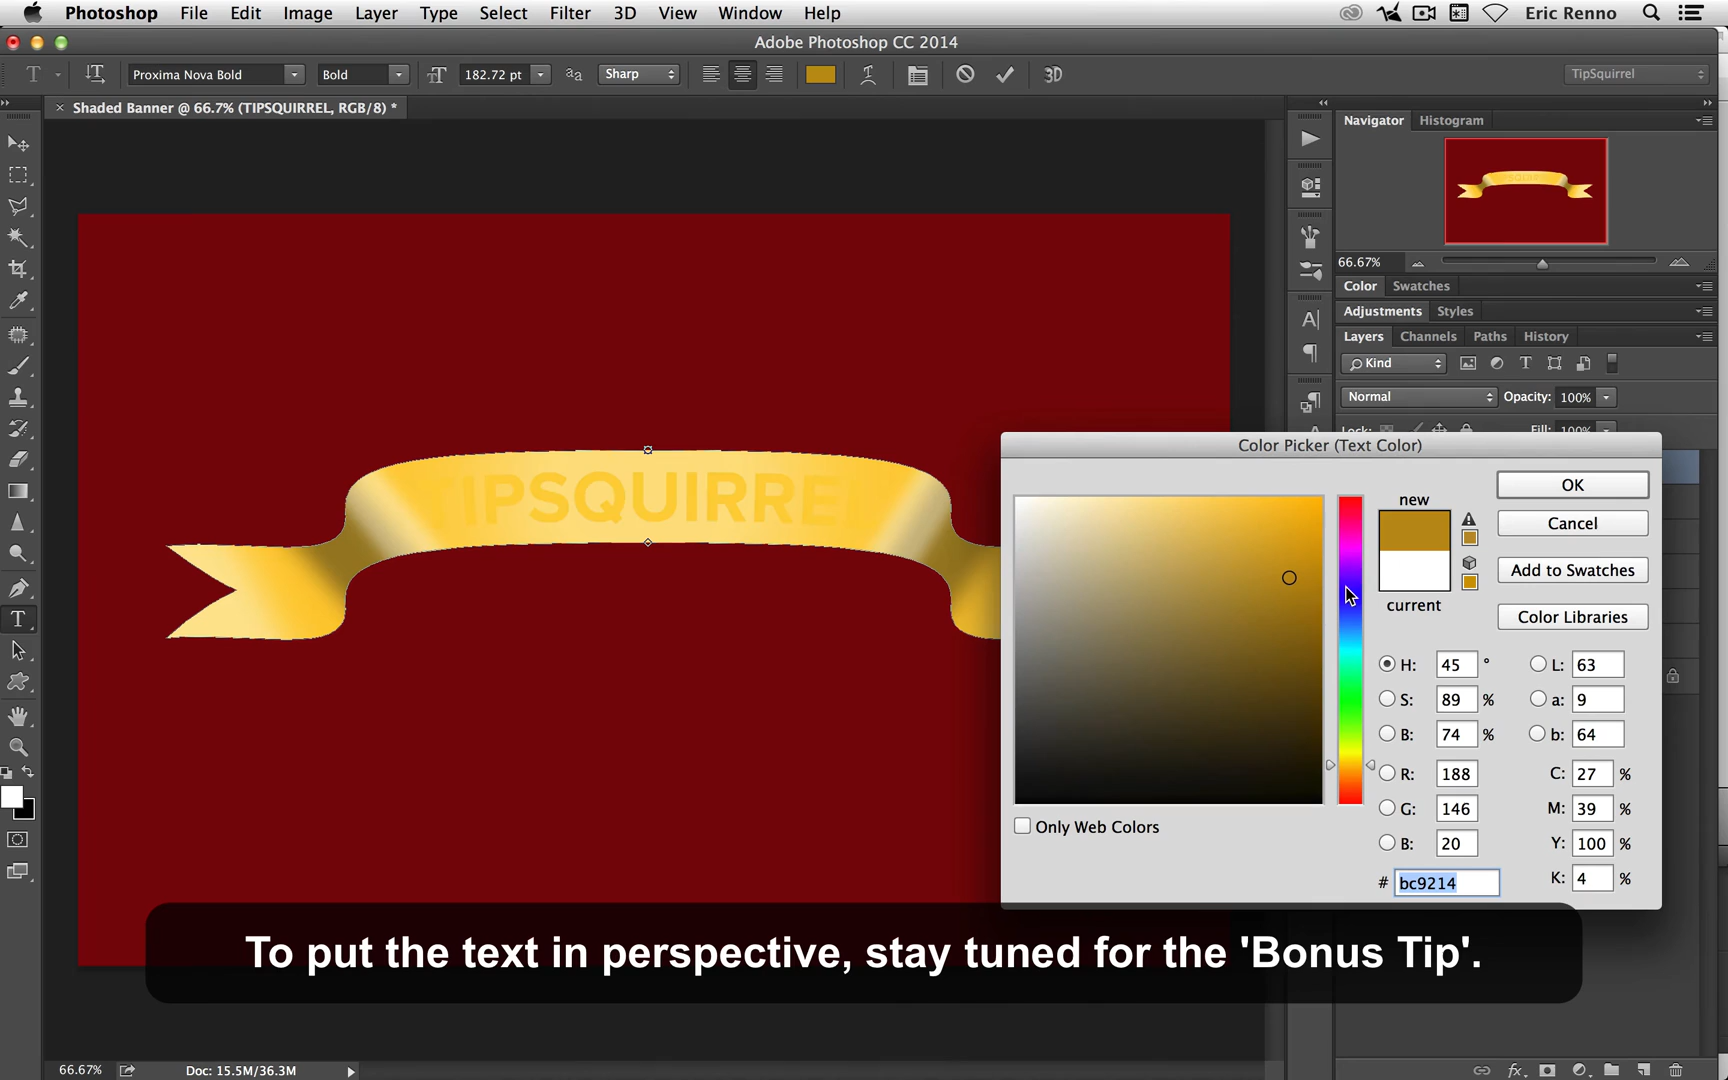 Photoshop File Edit Image Layer Type Select Filter 3D View Window Help Eric Renno
Adobe Photoshop CC 2014
Proxima Nova Bold Bold 182.72 pt Sharp 3D TipSquirrel
Shaded Banner @ 66.7% (TIPSQUIRREL, RGB/8) *
Navigator Histogram
66.67%
Color Swatches
Adjustments Styles
Layers Channels Paths History
Kind
Normal Opacity: 100%
Lock: Fill: 100%
TIPSQUIRREL
Color Picker (Text Color)
new
current
OK
Cancel
Add to Swatches
Color Libraries
H: 45 ° L: 63
S: 89 % a: 9
B: 74 % b: 64
R: 188 C: 27 %
G: 146 M: 39 %
B: 20 Y: 100 %
# bc9214 K: 4 %
Only Web Colors
To put the text in perspective, stay tuned for the 'Bonus Tip'.
66.67% Doc: 15.5M/36.3M